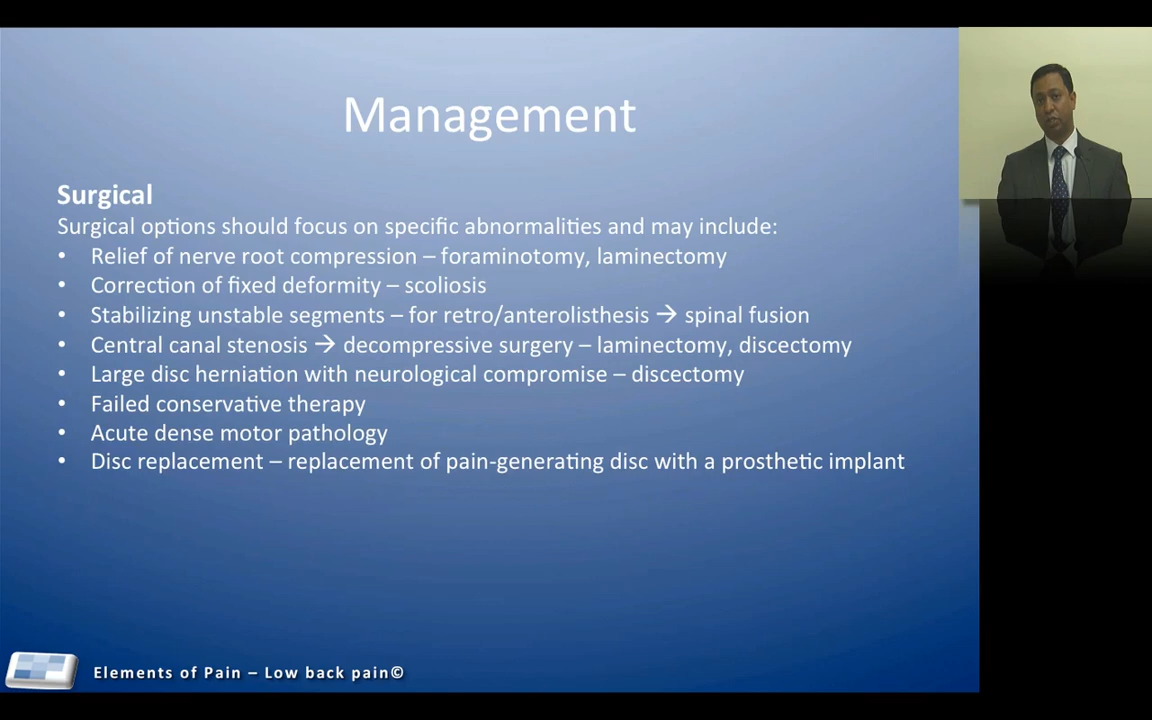 Management
Surgical
Surgical options should focus on specific abnormalities and may include:
• Relief of nerve root compression – foraminotomy, laminectomy
• Correction of fixed deformity – scoliosis
• Stabilizing unstable segments – for retro/anterolisthesis → spinal fusion
• Central canal stenosis → decompressive surgery – laminectomy, discectomy
• Large disc herniation with neurological compromise – discectomy
• Failed conservative therapy
• Acute dense motor pathology
• Disc replacement – replacement of pain-generating disc with a prosthetic implant
Elements of Pain – Low back pain©